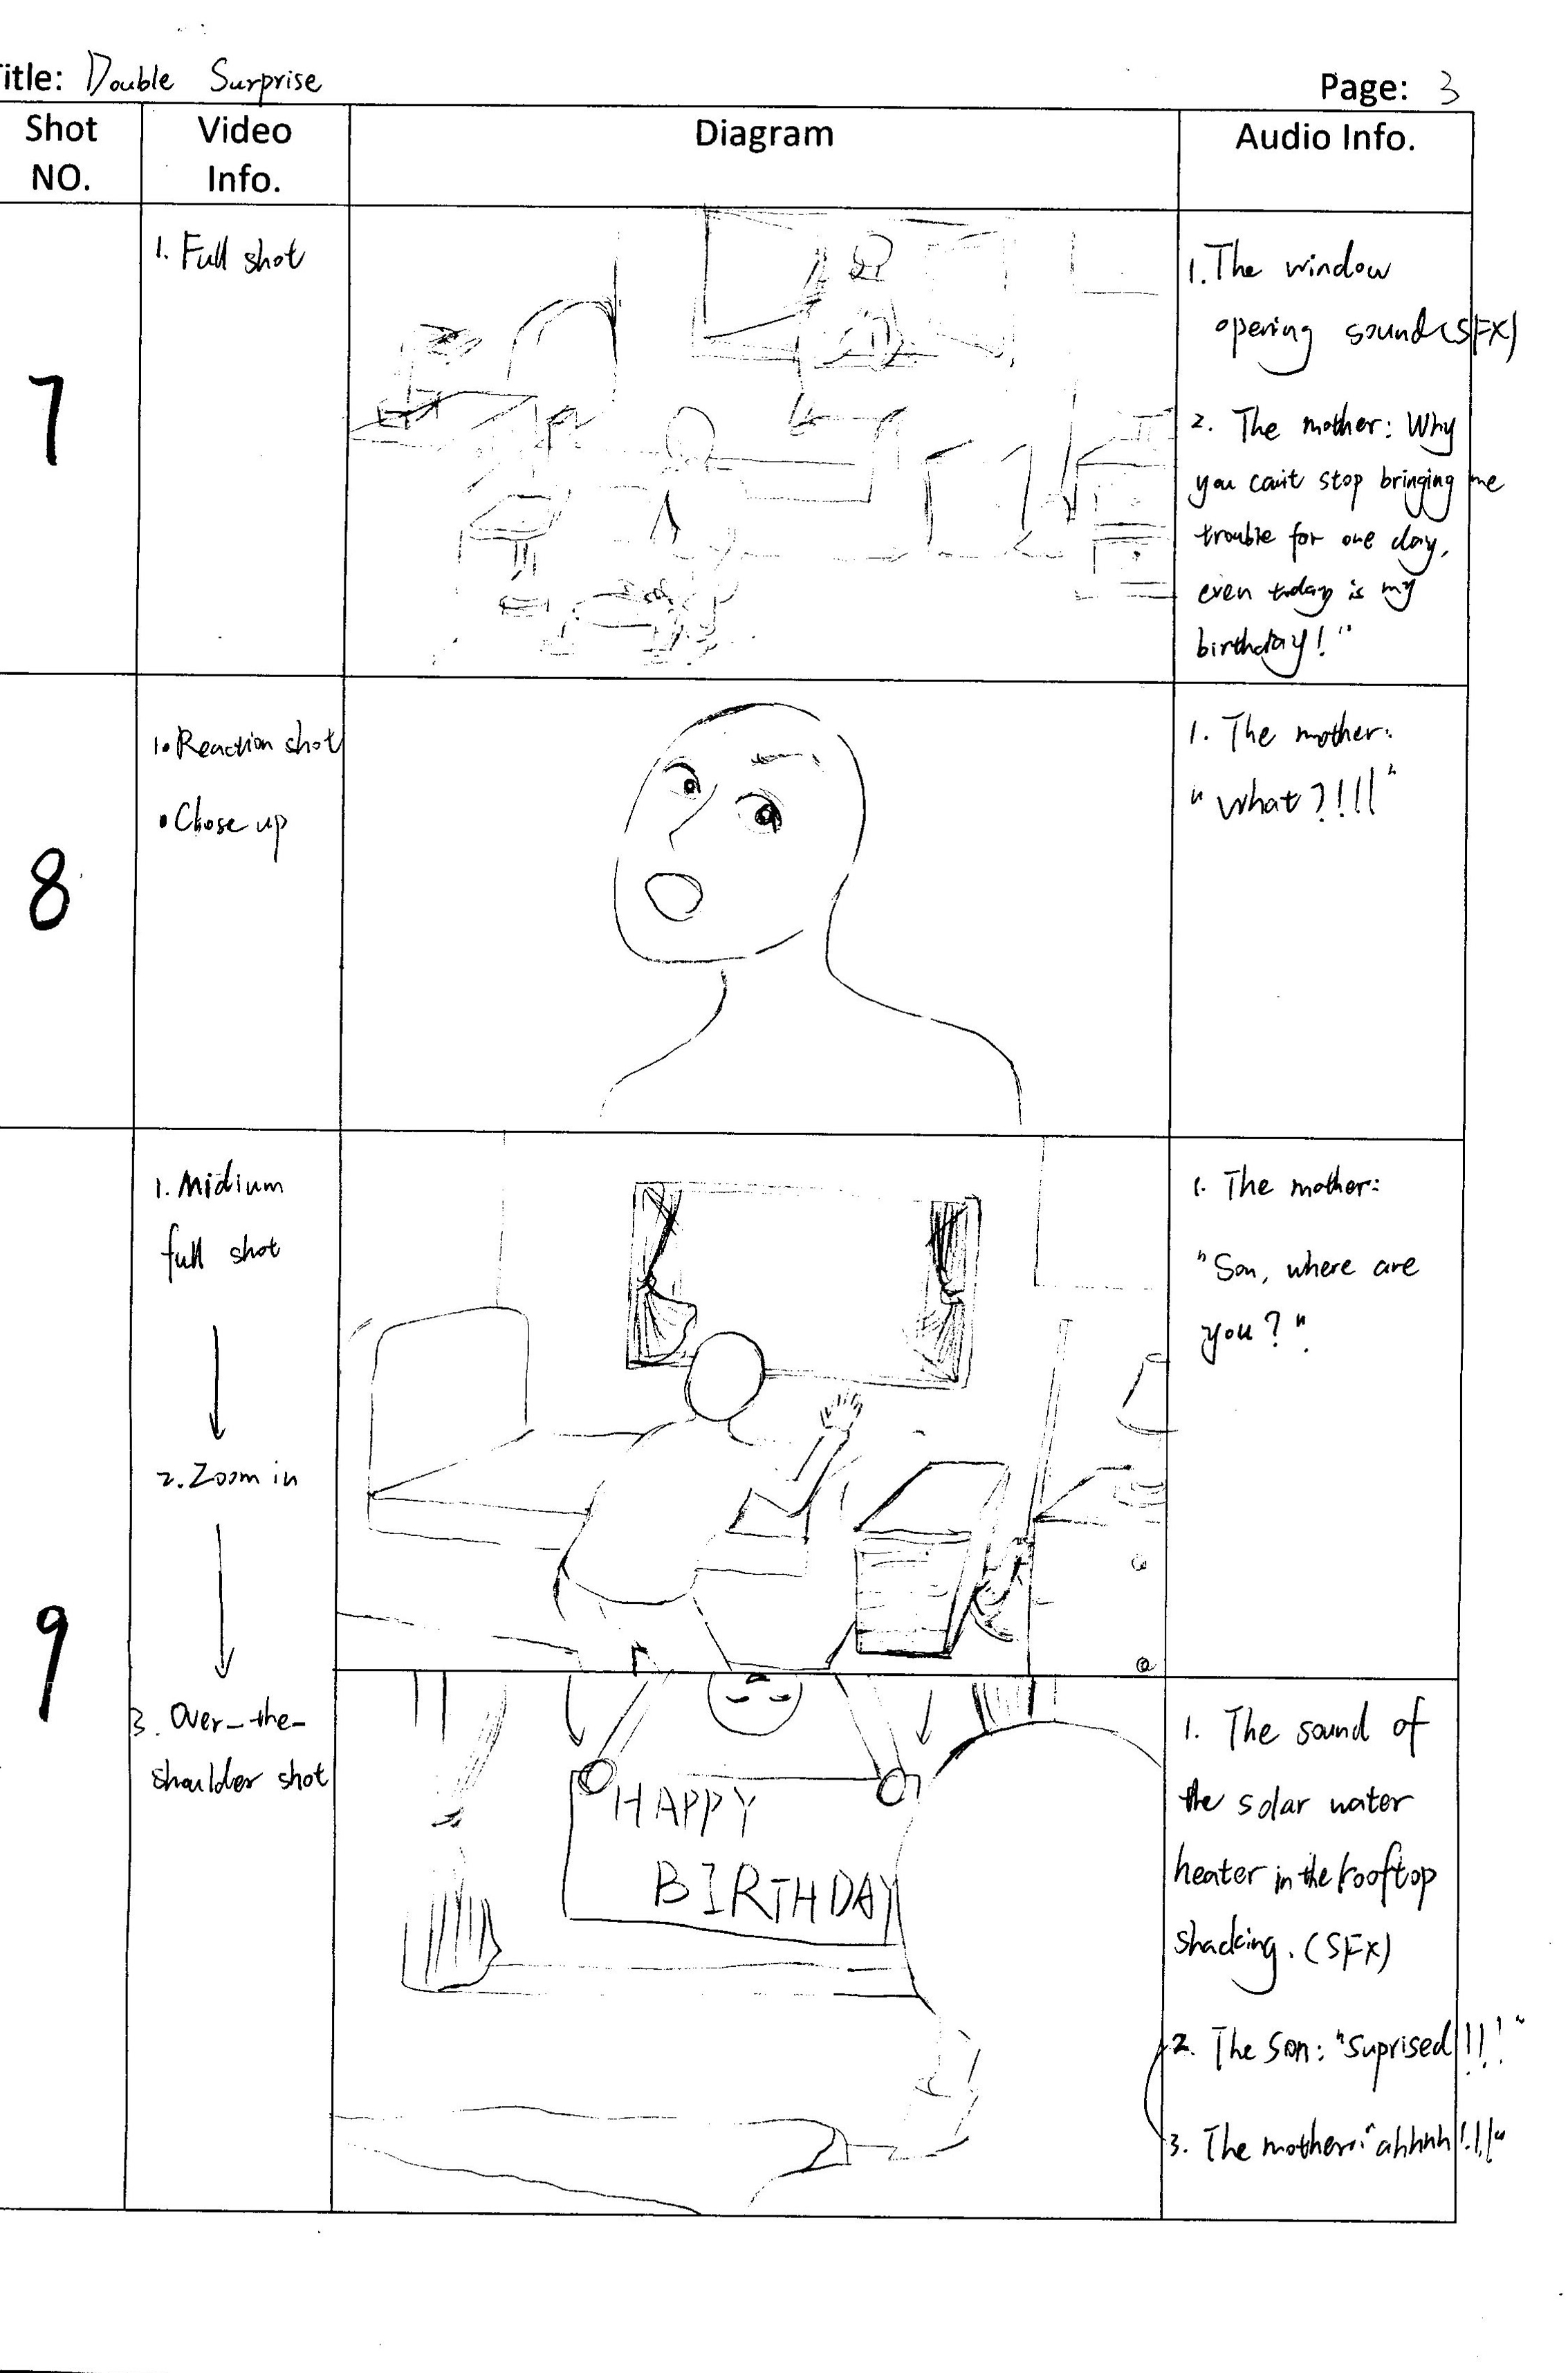 itle: Double Surprise
Page: 3
Shot
NO.
Video
Info.
Diagram
Audio Info.
7
1. Full shot
1. The window
opering sound (SFX)
2. The mother: Why
you can't stop bringing me
trouble for one day,
even today is my
birthday!"
8
1. Reaction shot
• Chose up
1. The mother:
"What?!!!"
9
1. Midium
full shot
2. Zoom in
1. The mother:
"Son, where are
you?".
3. Over-the-
shoulder shot
HAPPY
BIRTHDAY
1. The sound of
the solar water
heater in the rooftop
shacking. (SFX)
2. The Son: "Suprised!!!"
3. The mother: "ahhhh!!!"